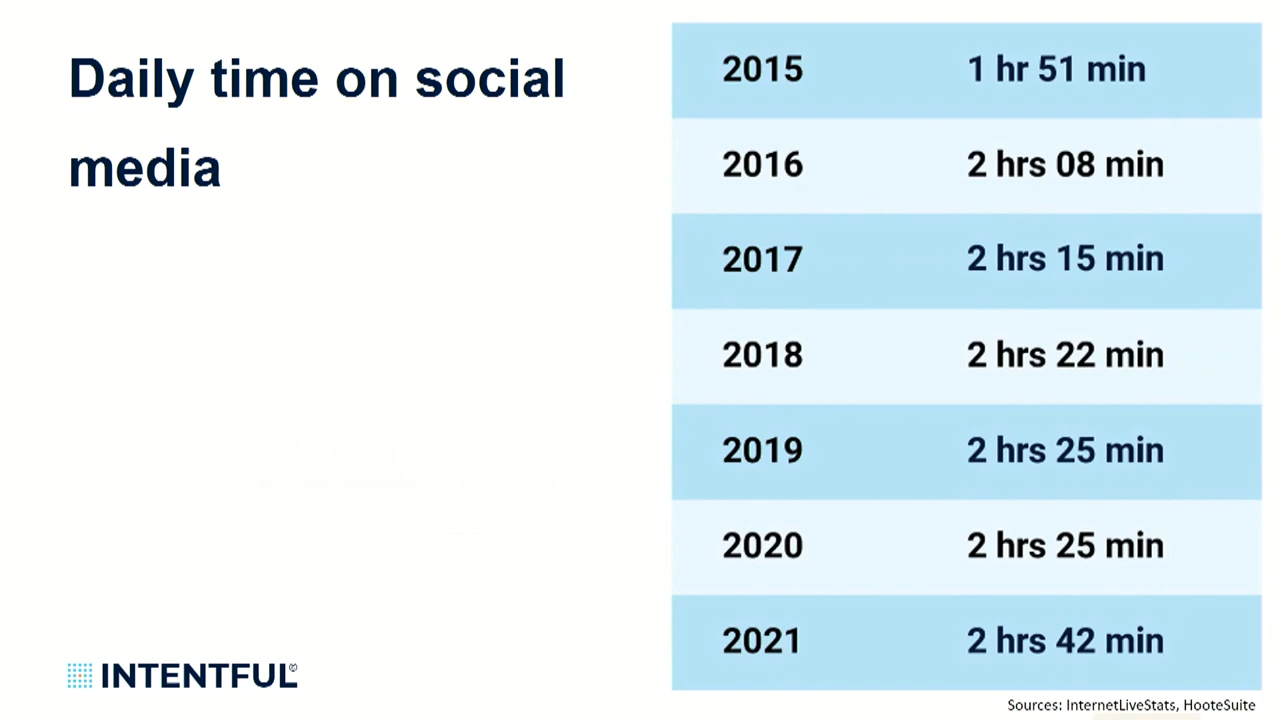 Daily time on social
media
2015 1 hr 51 min
2016 2 hrs 08 min
2017 2 hrs 15 min
2018 2 hrs 22 min
2019 2 hrs 25 min
2020 2 hrs 25 min
2021 2 hrs 42 min
INTENTFUL©
Sources: InternetLiveStats, HooteSuite